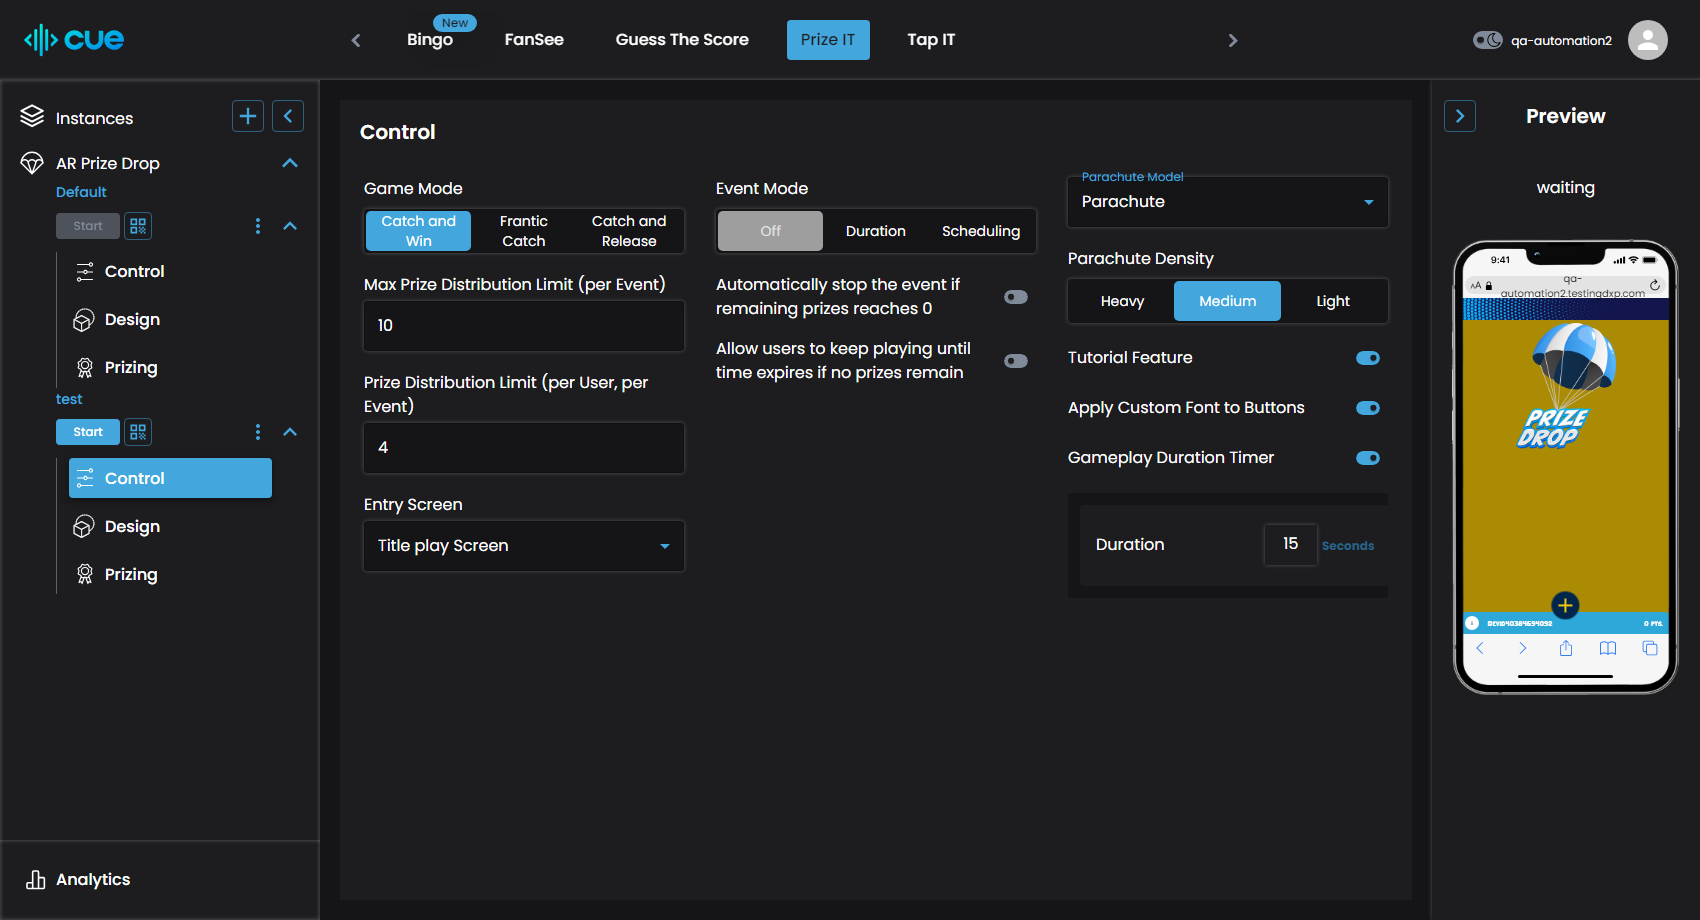 cue
New
Bingo
FanSee
Guess The Score
Prize IT
Tap IT
qa-automation2
Instances
AR Prize Drop
Default
Start
Control
Design
Prizing
test
Start
Control
Design
Prizing
Analytics
Control
Game Mode
Catch and
Win
Frantic
Catch
Catch and
Release
Max Prize Distribution Limit (per Event)
10
Prize Distribution Limit (per User, per
Event)
4
Entry Screen
Title play Screen
Event Mode
Off
Duration
Scheduling
Automatically stop the event if
remaining prizes reaches 0
Allow users to keep playing until
time expires if no prizes remain
Parachute Model
Parachute
Parachute Density
Heavy
Medium
Light
Tutorial Feature
Apply Custom Font to Buttons
Gameplay Duration Timer
Duration
15
Seconds
Preview
waiting
9:41
AA
qa-
automation2.testingdxp.com
PRIZE
DROP
0 PTS.